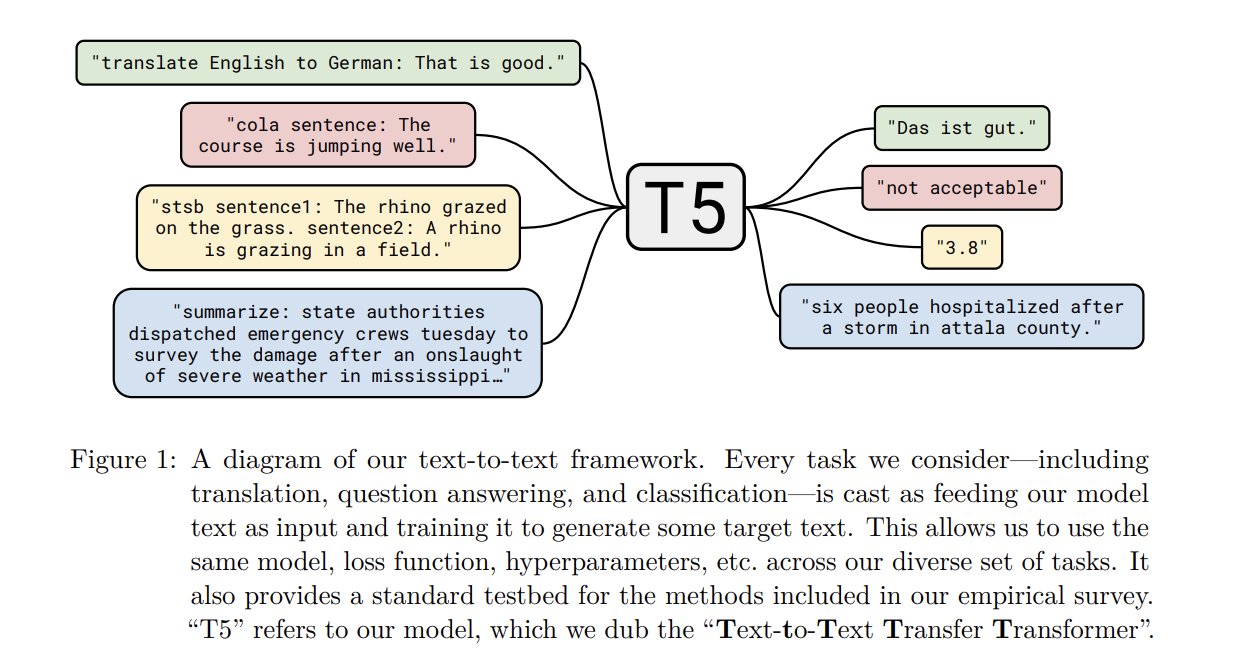 "translate English to German: That is good."
"cola sentence: The
course is jumping well."
"stsb sentence1: The rhino grazed
on the grass. sentence2: A rhino
is grazing in a field."
"summarize: state authorities
dispatched emergency crews tuesday to
survey the damage after an onslaught
of severe weather in mississippi…"
T5
"Das ist gut."
"not acceptable"
"3.8"
"six people hospitalized after
a storm in attala county."
Figure 1: A diagram of our text-to-text framework. Every task we consider—including
translation, question answering, and classification—is cast as feeding our model
text as input and training it to generate some target text. This allows us to use the
same model, loss function, hyperparameters, etc. across our diverse set of tasks. It
also provides a standard testbed for the methods included in our empirical survey.
“T5” refers to our model, which we dub the “Text-to-Text Transfer Transformer”.